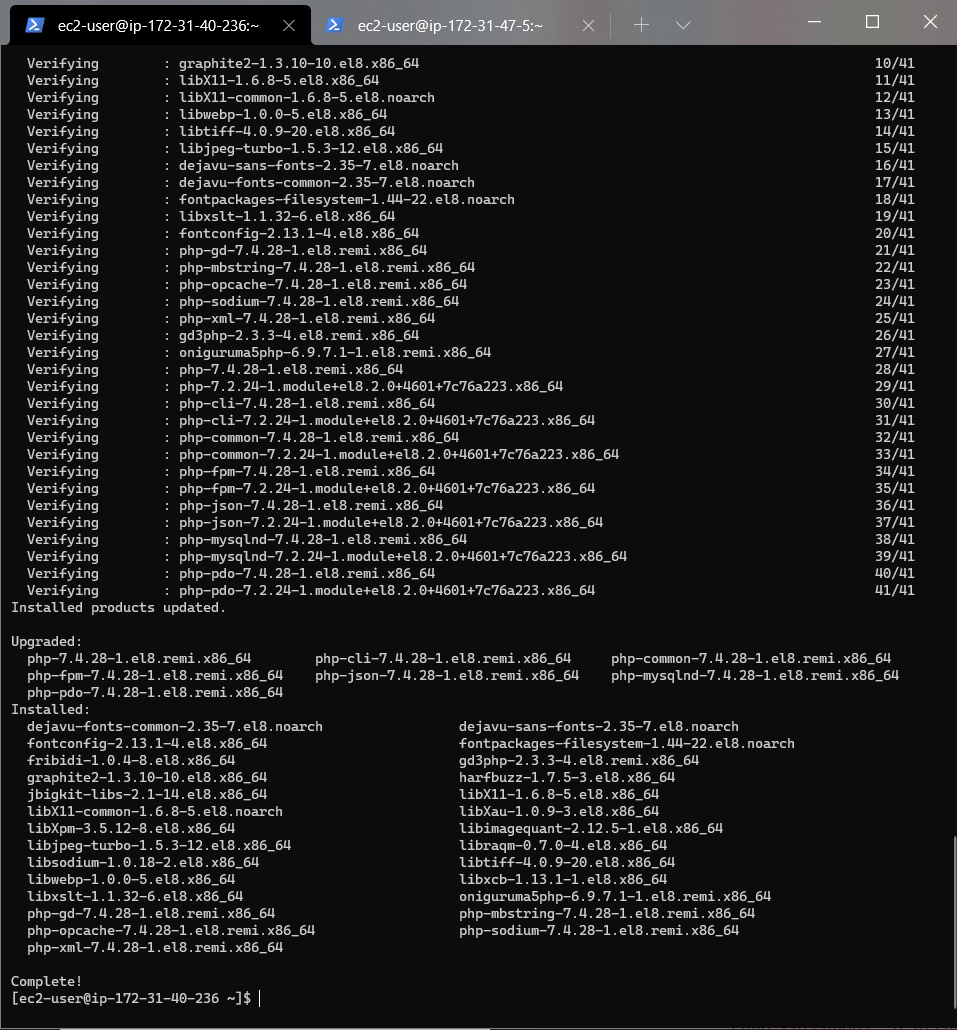 ec2-user@ip-172-31-40-236:~ ec2-user@ip-172-31-47-5:~
Verifying : graphite2-1.3.10-10.el8.x86_64 10/41
Verifying : libX11-1.6.8-5.el8.x86_64 11/41
Verifying : libX11-common-1.6.8-5.el8.noarch 12/41
Verifying : libwebp-1.0.0-5.el8.x86_64 13/41
Verifying : libtiff-4.0.9-20.el8.x86_64 14/41
Verifying : libjpeg-turbo-1.5.3-12.el8.x86_64 15/41
Verifying : dejavu-sans-fonts-2.35-7.el8.noarch 16/41
Verifying : dejavu-fonts-common-2.35-7.el8.noarch 17/41
Verifying : fontpackages-filesystem-1.44-22.el8.noarch 18/41
Verifying : libxslt-1.1.32-6.el8.x86_64 19/41
Verifying : fontconfig-2.13.1-4.el8.x86_64 20/41
Verifying : php-gd-7.4.28-1.el8.remi.x86_64 21/41
Verifying : php-mbstring-7.4.28-1.el8.remi.x86_64 22/41
Verifying : php-opcache-7.4.28-1.el8.remi.x86_64 23/41
Verifying : php-sodium-7.4.28-1.el8.remi.x86_64 24/41
Verifying : php-xml-7.4.28-1.el8.remi.x86_64 25/41
Verifying : gd3php-2.3.3-4.el8.remi.x86_64 26/41
Verifying : oniguruma5php-6.9.7.1-1.el8.remi.x86_64 27/41
Verifying : php-7.4.28-1.el8.remi.x86_64 28/41
Verifying : php-7.2.24-1.module+el8.2.0+4601+7c76a223.x86_64 29/41
Verifying : php-cli-7.4.28-1.el8.remi.x86_64 30/41
Verifying : php-cli-7.2.24-1.module+el8.2.0+4601+7c76a223.x86_64 31/41
Verifying : php-common-7.4.28-1.el8.remi.x86_64 32/41
Verifying : php-common-7.2.24-1.module+el8.2.0+4601+7c76a223.x86_64 33/41
Verifying : php-fpm-7.4.28-1.el8.remi.x86_64 34/41
Verifying : php-fpm-7.2.24-1.module+el8.2.0+4601+7c76a223.x86_64 35/41
Verifying : php-json-7.4.28-1.el8.remi.x86_64 36/41
Verifying : php-json-7.2.24-1.module+el8.2.0+4601+7c76a223.x86_64 37/41
Verifying : php-mysqlnd-7.4.28-1.el8.remi.x86_64 38/41
Verifying : php-mysqlnd-7.2.24-1.module+el8.2.0+4601+7c76a223.x86_64 39/41
Verifying : php-pdo-7.4.28-1.el8.remi.x86_64 40/41
Verifying : php-pdo-7.2.24-1.module+el8.2.0+4601+7c76a223.x86_64 41/41
Installed products updated.
Upgraded:
php-7.4.28-1.el8.remi.x86_64 php-cli-7.4.28-1.el8.remi.x86_64 php-common-7.4.28-1.el8.remi.x86_64
php-fpm-7.4.28-1.el8.remi.x86_64 php-json-7.4.28-1.el8.remi.x86_64 php-mysqlnd-7.4.28-1.el8.remi.x86_64
php-pdo-7.4.28-1.el8.remi.x86_64
Installed:
dejavu-fonts-common-2.35-7.el8.noarch dejavu-sans-fonts-2.35-7.el8.noarch
fontconfig-2.13.1-4.el8.x86_64 fontpackages-filesystem-1.44-22.el8.noarch
fribidi-1.0.4-8.el8.x86_64 gd3php-2.3.3-4.el8.remi.x86_64
graphite2-1.3.10-10.el8.x86_64 harfbuzz-1.7.5-3.el8.x86_64
jbigkit-libs-2.1-14.el8.x86_64 libX11-1.6.8-5.el8.x86_64
libX11-common-1.6.8-5.el8.noarch libXau-1.0.9-3.el8.x86_64
libXpm-3.5.12-8.el8.x86_64 libimagequant-2.12.5-1.el8.x86_64
libjpeg-turbo-1.5.3-12.el8.x86_64 libraqm-0.7.0-4.el8.x86_64
libsodium-1.0.18-2.el8.x86_64 libtiff-4.0.9-20.el8.x86_64
libwebp-1.0.0-5.el8.x86_64 libxcb-1.13.1-1.el8.x86_64
libxslt-1.1.32-6.el8.x86_64 oniguruma5php-6.9.7.1-1.el8.remi.x86_64
php-gd-7.4.28-1.el8.remi.x86_64 php-mbstring-7.4.28-1.el8.remi.x86_64
php-opcache-7.4.28-1.el8.remi.x86_64 php-sodium-7.4.28-1.el8.remi.x86_64
php-xml-7.4.28-1.el8.remi.x86_64
Complete!
[ec2-user@ip-172-31-40-236 ~]$